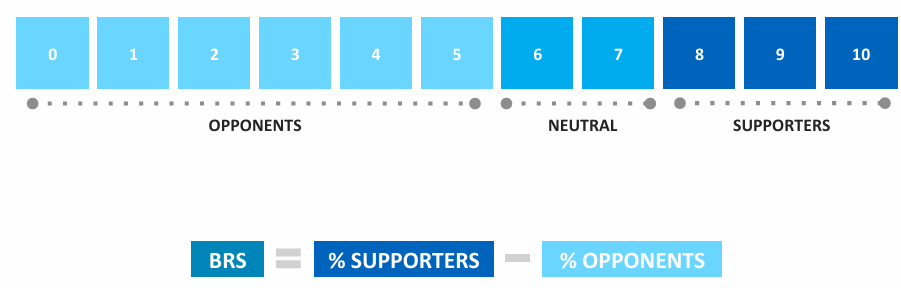 0 1 2 3 4 5 6 7 8 9 10
OPPONENTS NEUTRAL SUPPORTERS
BRS = % SUPPORTERS – % OPPONENTS